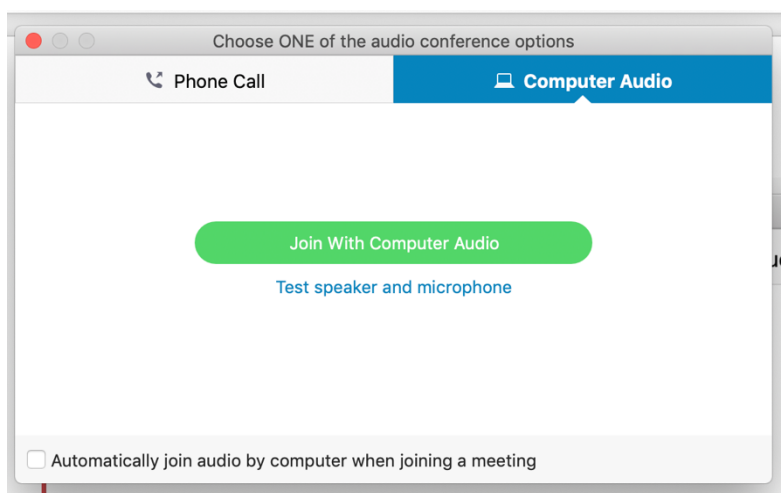 Choose ONE of the audio conference options
Phone Call
Computer Audio
Join With Computer Audio
Test speaker and microphone
Automatically join audio by computer when joining a meeting